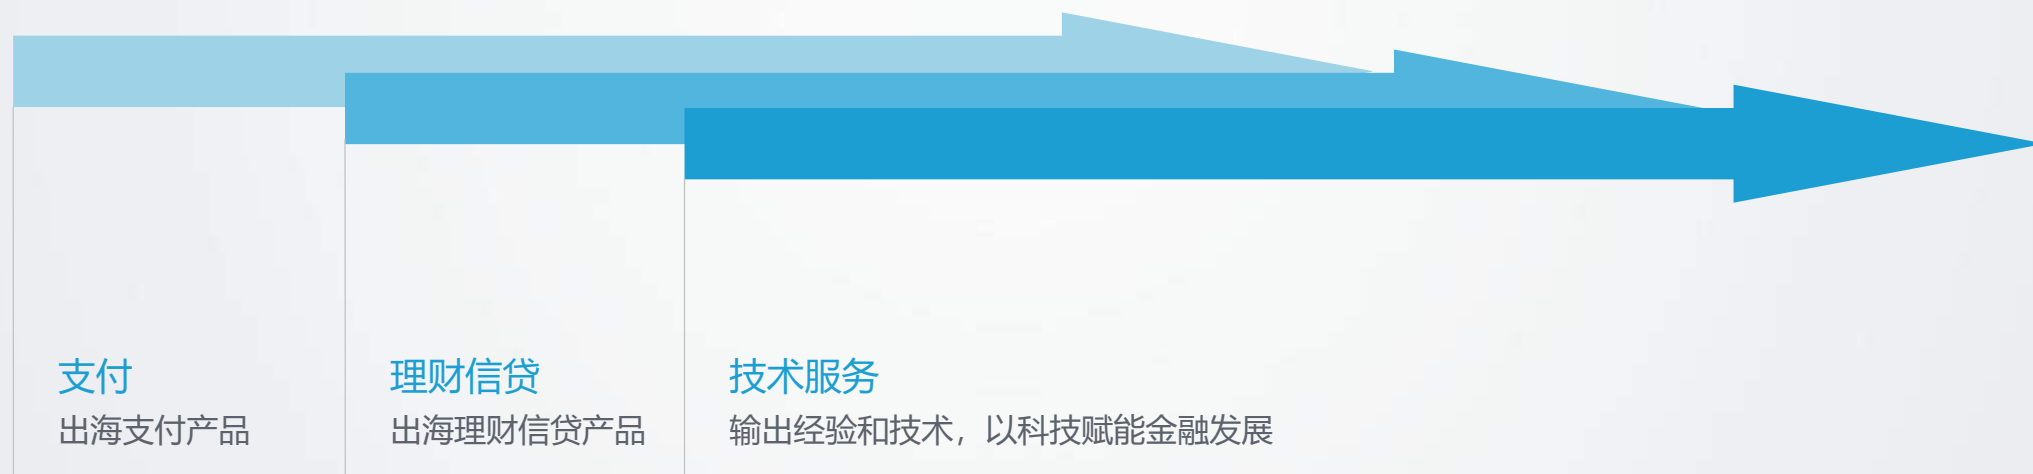 支付
出海支付产品
理财信贷
出海理财信贷产品
技术服务
输出经验和技术，以科技赋能金融发展